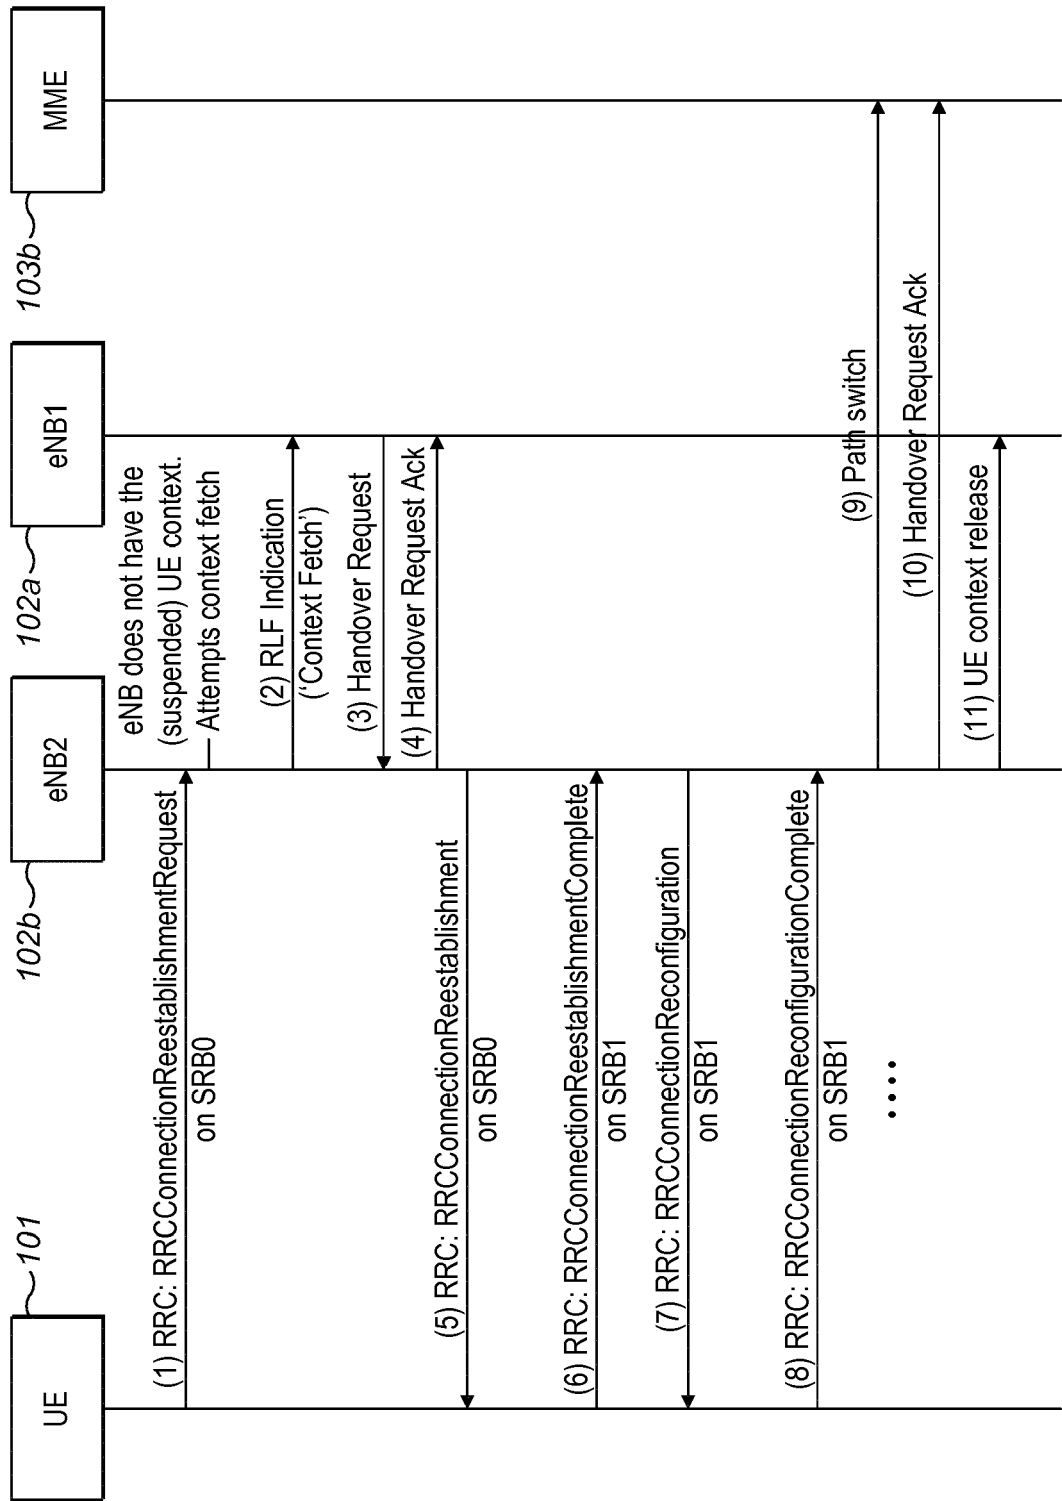 UE
101
eNB2
102b
eNB1
102a
MME
103b
(1) RRC: RRCConnectionReestablishmentRequest
on SRB0
eNB does not have the
(suspended) UE context.
Attempts context fetch
(2) RLF Indication
('Context Fetch')
(3) Handover Request
(4) Handover Request Ack
(5) RRC: RRCConnectionReestablishment
on SRB0
(6) RRC: RRCConnectionReestablishmentComplete
on SRB1
(7) RRC: RRCConnectionReconfiguration
on SRB1
(8) RRC: RRCConnectionReconfigurationComplete
on SRB1
....
(9) Path switch
(10) Handover Request Ack
(11) UE context release